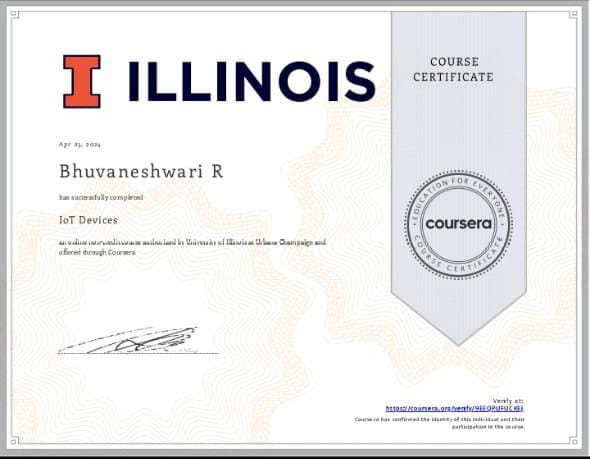 I ILLINOIS
COURSE
CERTIFICATE
Apr 23, 2024
Bhuvaneshwari R
has successfully completed
IoT Devices
an online non-credit course authorized by University of Illinois Urbana-Champaign and
offered through Coursera
EDUCATION FOR EVERYONE
coursera
COURSE CERTIFICATE
Verify at:
https://coursera.org/verify/
Coursera has confirmed the identity of this individual and their
participation in the course.